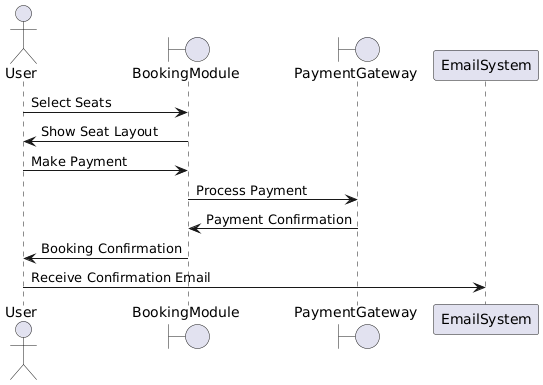 User
BookingModule
PaymentGateway
EmailSystem
Select Seats
Show Seat Layout
Make Payment
Process Payment
Payment Confirmation
Booking Confirmation
Receive Confirmation Email
User
BookingModule
PaymentGateway
EmailSystem